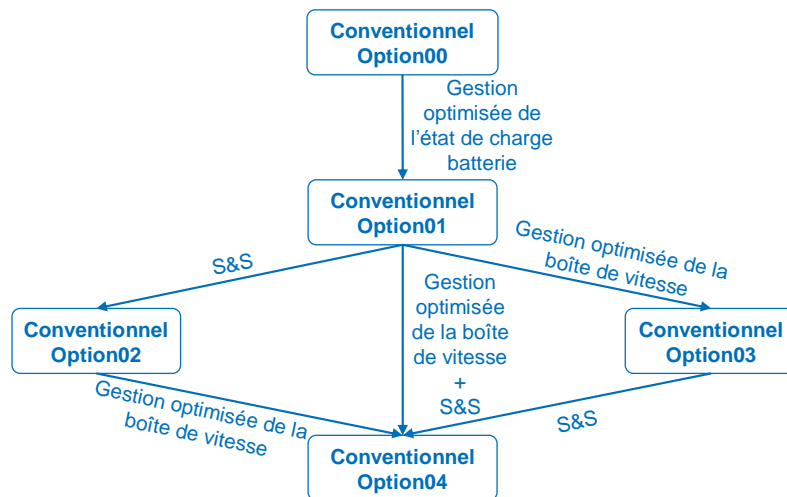 Conventionnel
Option00
Gestion
optimisée de
l'état de charge
batterie
Conventionnel
Option01
S&S
Gestion
optimisée
de la boîte
de vitesse
+
S&S
Gestion optimisée de la
boîte de vitesse
Conventionnel
Option02
Conventionnel
Option03
Gestion optimisée de la
boîte de vitesse
S&S
Conventionnel
Option04